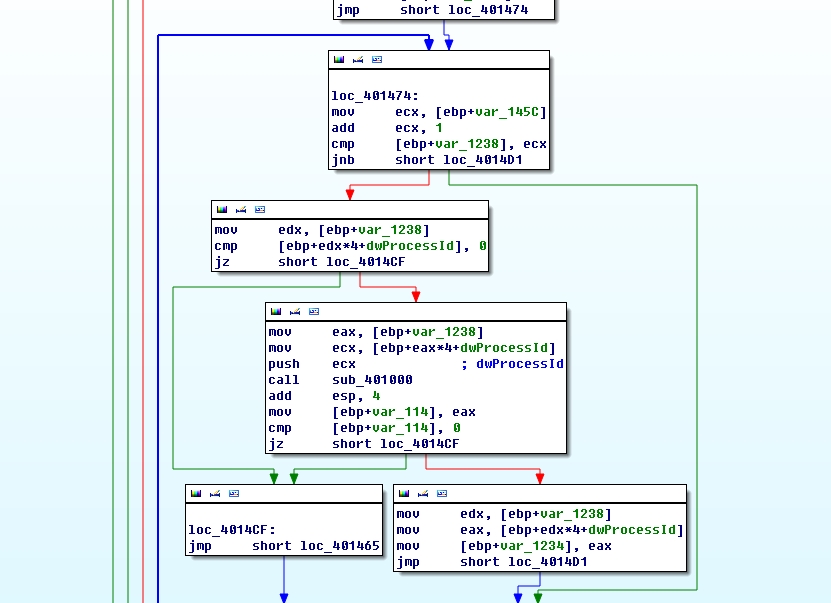 jmp short loc_401474
loc_401474:
mov ecx, [ebp+var_145C]
add ecx, 1
cmp [ebp+var_1238], ecx
jnb short loc_4014D1
mov edx, [ebp+var_1238]
cmp [ebp+edx*4+dwProcessId], 0
jz short loc_4014CF
mov eax, [ebp+var_1238]
mov ecx, [ebp+eax*4+dwProcessId]
push ecx ; dwProcessId
call sub_401000
add esp, 4
mov [ebp+var_114], eax
cmp [ebp+var_114], 0
jz short loc_4014CF
loc_4014CF:
jmp short loc_401465
mov edx, [ebp+var_1238]
mov eax, [ebp+edx*4+dwProcessId]
mov [ebp+var_1234], eax
jmp short loc_4014D1